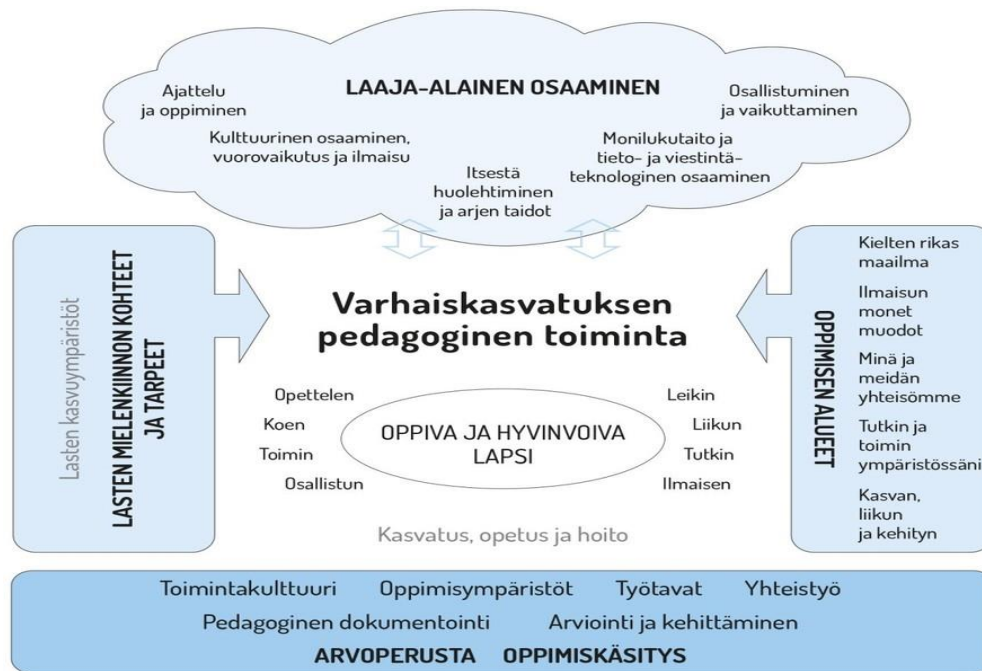 LAAJA-ALAINEN OSAAMINEN
Ajattelu
ja oppiminen
Kulttuurinen osaaminen,
vuorovaikutus ja ilmaisu
Itsestä
huolehtiminen
ja arjen taidot
Monilukutaito ja
tieto- ja viestintä-
teknologinen osaaminen
Osallistuminen
ja vaikuttaminen
Lasten kasvuympäristöt
LASTEN MIELENKIINNON KOHTEET
JA TARPEET
Varhaiskasvatuksen
pedagoginen toiminta
Opettelen
Koen
Toimin
Osallistun
OPPIVA JA HYVINVOIVA
LAPSI
Leikin
Liikun
Tutkin
Ilmaisen
Kasvatus, opetus ja hoito
OPPIMISEN ALUEET
Kielten rikas
maailma
Ilmaisun
monet
muodot
Minä ja
meidän
yhteisömme
Tutkin ja
toimin
ympäristössäni
Kasvan,
liikun
ja kehityn
Toimintakulttuuri Oppimisympäristöt Työtavat Yhteistyö
Pedagoginen dokumentointi Arviointi ja kehittäminen
ARVOPERUSTA OPPIMISKÄSITYS